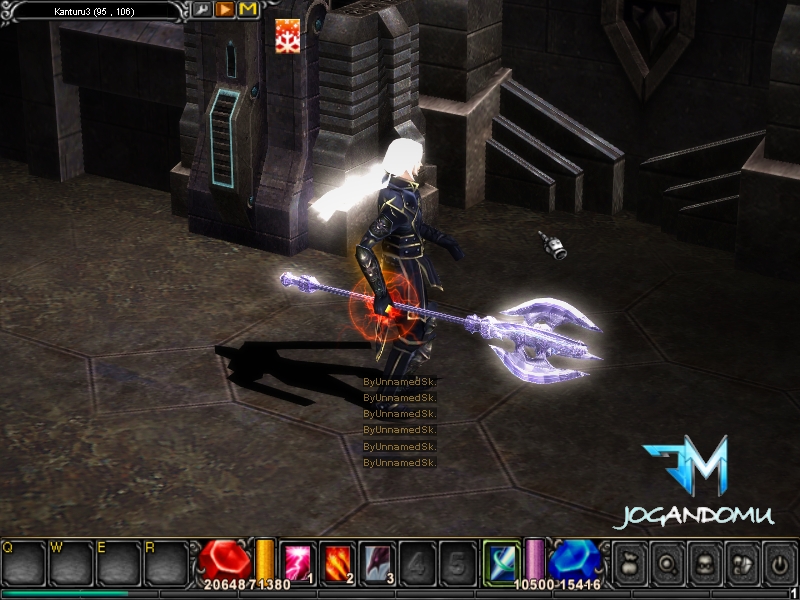 Kanturu3 (95 , 106)
M
ByUnnamedSk.
ByUnnamedSk.
ByUnnamedSk.
ByUnnamedSk.
ByUnnamedSk.
ByUnnamedSk.
JM
JOGANDOMU
Q W E R
1 2 3 4 5
20648 71380 10500 15416
1